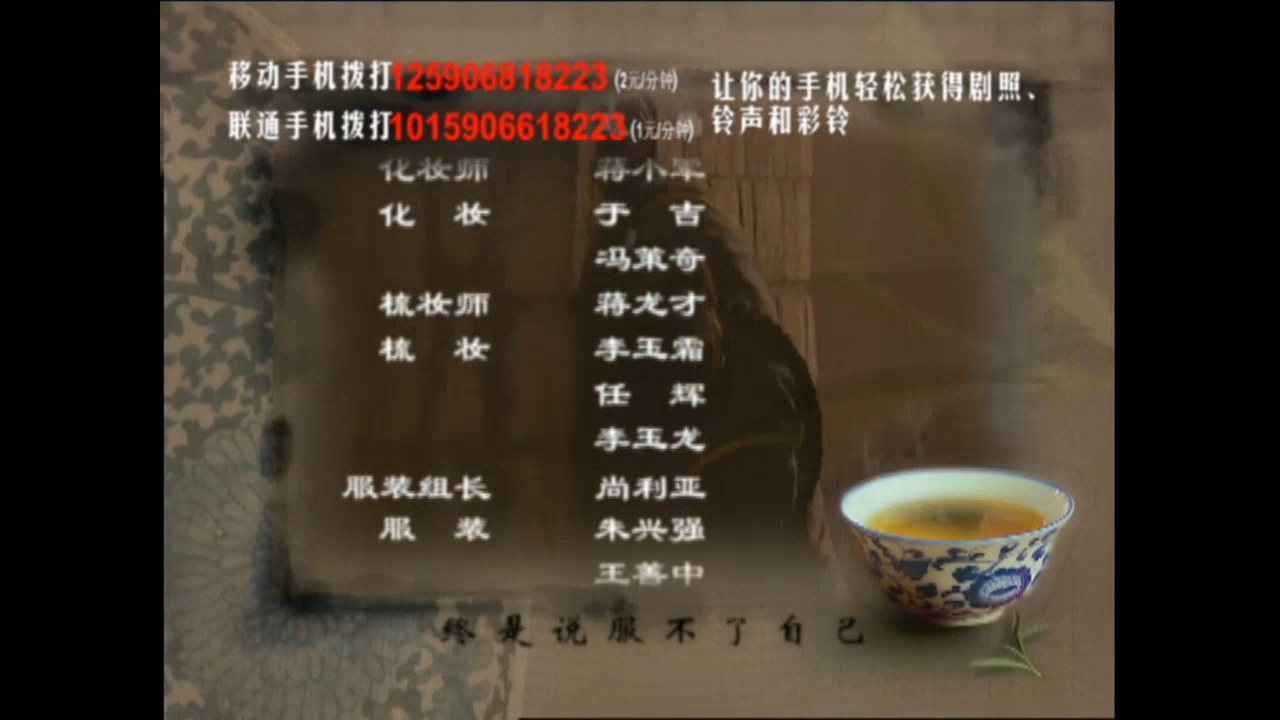 移动手机拨打125906818223(2元/分钟)
联通手机拨打1015906618223(1元/分钟)
让你的手机轻松获得剧照、
铃声和彩铃
化妆师 蒋小军
化 妆 于 吉
冯策奇
梳妆师 蒋龙才
梳 妆 李玉霜
任 辉
李玉龙
服装组长 尚利亚
服 装 朱兴强
王善中
终是说服不了自己